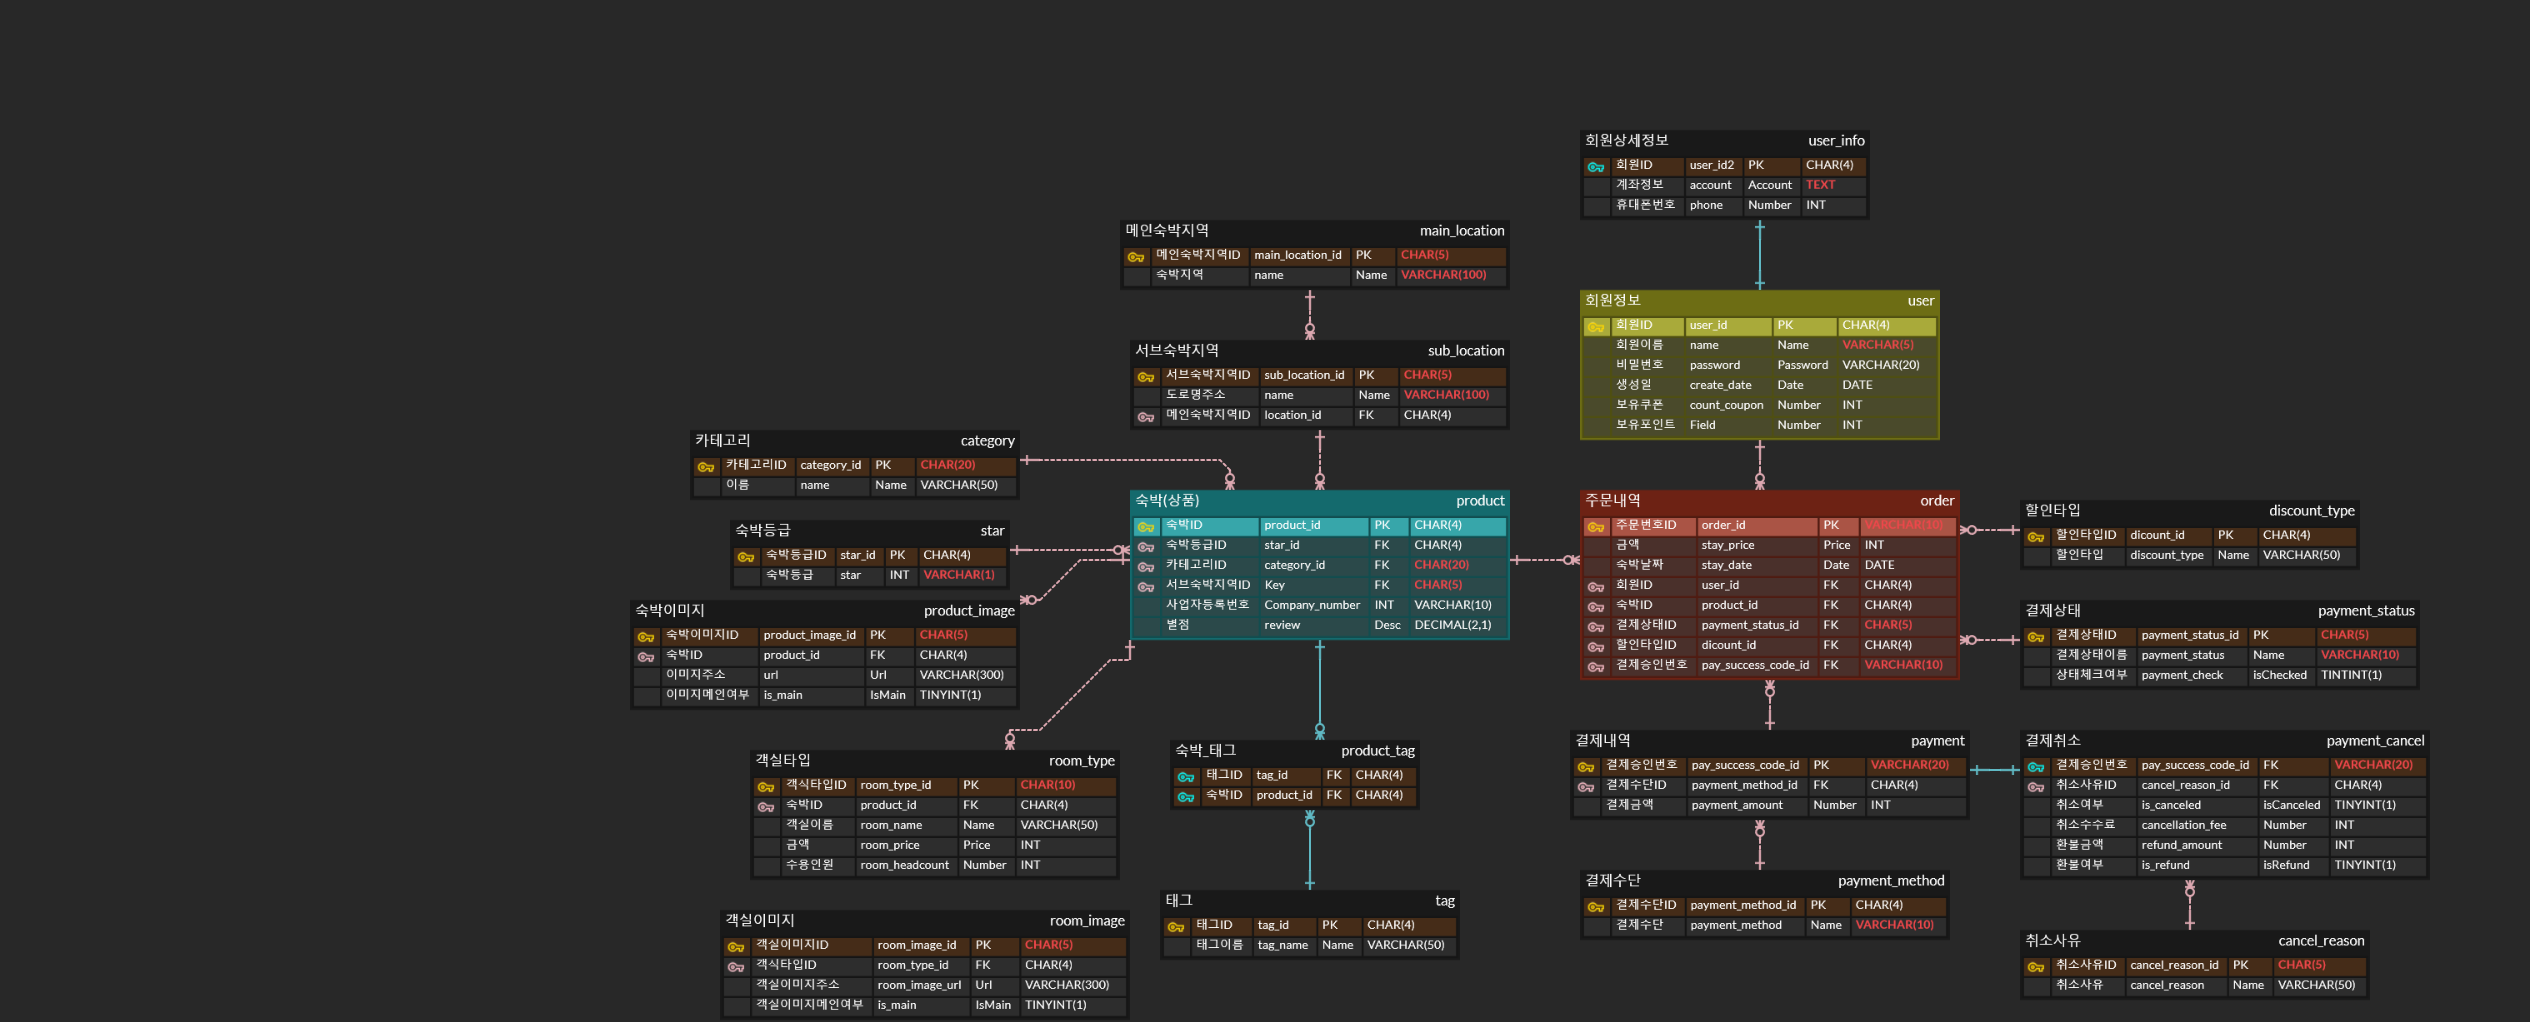 회원상세정보 user_info
회원ID user_id2 PK CHAR(4)
계좌정보 account Account TEXT
휴대폰번호 phone Number INT
메인숙박지역 main_location
메인숙박지역ID main_location_id PK CHAR(5)
숙박지역 name Name VARCHAR(100)
회원정보 user
회원ID user_id PK CHAR(4)
회원이름 name Name VARCHAR(5)
비밀번호 password Password VARCHAR(20)
생성일 create_date Date DATE
보유쿠폰 count_coupon Number INT
보유포인트 Field Number INT
서브숙박지역 sub_location
서브숙박지역ID sub_location_id PK CHAR(5)
도로명주소 name Name VARCHAR(100)
메인숙박지역ID location_id FK CHAR(4)
카테고리 category
카테고리ID category_id PK CHAR(20)
이름 name Name VARCHAR(50)
숙박등급 star
숙박등급ID star_id PK CHAR(4)
숙박등급 star INT VARCHAR(1)
숙박(상품) product
숙박ID product_id PK CHAR(4)
숙박등급ID star_id FK CHAR(4)
카테고리ID category_id FK CHAR(20)
서브숙박지역ID Key FK CHAR(5)
사업자등록번호 Company_number INT VARCHAR(10)
별점 review Desc DECIMAL(2,1)
주문내역 order
주문번호ID order_id PK VARCHAR(10)
금액 stay_price Price INT
숙박날짜 stay_date Date DATE
회원ID user_id FK CHAR(4)
숙박ID product_id FK CHAR(4)
결제상태ID payment_status_id FK CHAR(5)
할인타입ID dicount_id FK CHAR(4)
결제승인번호 pay_success_code_id FK VARCHAR(10)
할인타입 discount_type
할인타입ID dicount_id PK CHAR(4)
할인타입 discount_type Name VARCHAR(50)
숙박이미지 product_image
숙박이미지ID product_image_id PK CHAR(5)
숙박ID product_id FK CHAR(4)
이미지주소 url Url VARCHAR(300)
이미지메인여부 is_main IsMain TINYINT(1)
결제상태 payment_status
결제상태ID payment_status_id PK CHAR(5)
결제상태이름 payment_status Name VARCHAR(10)
상태체크여부 payment_check isChecked TINTINT(1)
객실타입 room_type
객식타입ID room_type_id PK CHAR(10)
숙박ID product_id FK CHAR(4)
객실이름 room_name Name VARCHAR(50)
금액 room_price Price INT
수용인원 room_headcount Number INT
숙박_태그 product_tag
태그ID tag_id FK CHAR(4)
숙박ID product_id FK CHAR(4)
결제내역 payment
결제승인번호 pay_success_code_id PK VARCHAR(20)
결제수단ID payment_method_id FK CHAR(4)
결제금액 payment_amount Number INT
결제취소 payment_cancel
결제승인번호 pay_success_code_id FK VARCHAR(20)
취소사유ID cancel_reason_id FK CHAR(4)
취소여부 is_canceled isCanceled TINYINT(1)
취소수수료 cancellation_fee Number INT
환불금액 refund_amount Number INT
환불여부 is_refund isRefund TINYINT(1)
객실이미지 room_image
객실이미지ID room_image_id PK CHAR(5)
객식타입ID room_type_id FK CHAR(4)
객실이미지주소 room_image_url Url VARCHAR(300)
객실이미지메인여부 is_main IsMain TINYINT(1)
태그 tag
태그ID tag_id PK CHAR(4)
태그이름 tag_name Name VARCHAR(50)
결제수단 payment_method
결제수단ID payment_method_id PK CHAR(4)
결제수단 payment_method Name VARCHAR(10)
취소사유 cancel_reason
취소사유ID cancel_reason_id PK CHAR(5)
취소사유 cancel_reason Name VARCHAR(50)